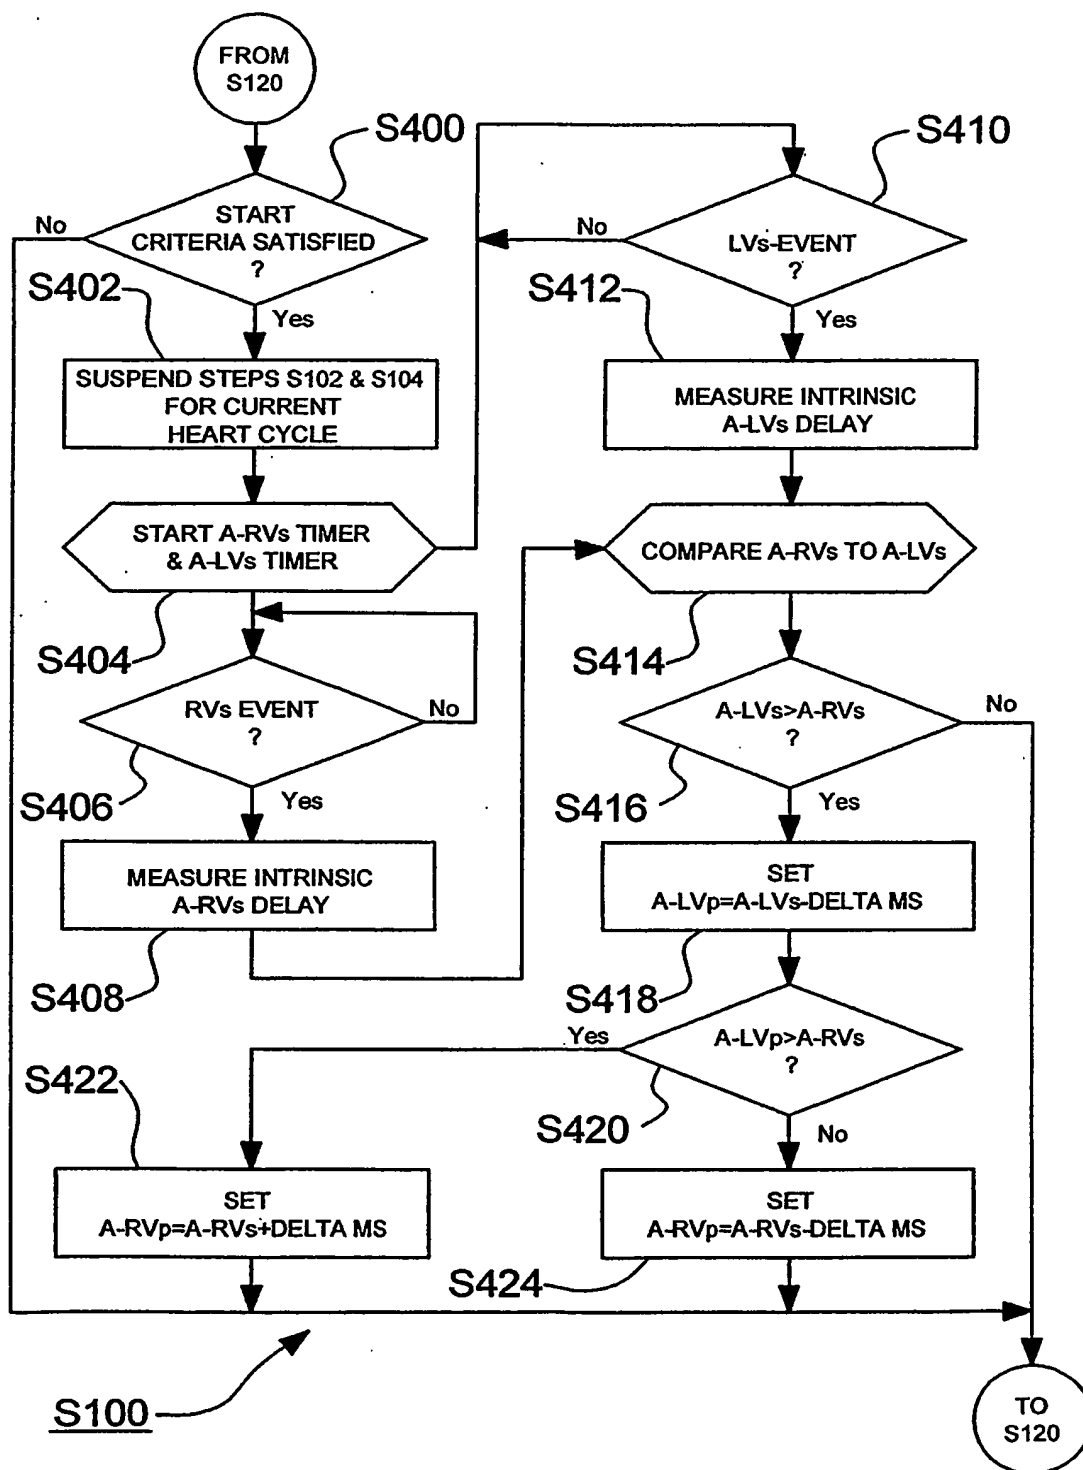 FROM
S120
S400
START
CRITERIA SATISFIED
?
No
Yes
S402
SUSPEND STEPS S102 & S104
FOR CURRENT
HEART CYCLE
START A-RVs TIMER
& A-LVs TIMER
S404
RVs EVENT
?
No
S406
Yes
MEASURE INTRINSIC
A-RVs DELAY
S408
S410
LVs-EVENT
?
No
S412
Yes
MEASURE INTRINSIC
A-LVs DELAY
COMPARE A-RVs TO A-LVs
S414
A-LVs>A-RVs
?
No
S416
Yes
SET
A-LVp=A-LVs-DELTA MS
S418
A-LVp>A-RVs
?
Yes
S420
No
S422
SET
A-RVp=A-RVs+DELTA MS
SET
A-RVp=A-RVs-DELTA MS
S424
S100
TO
S120